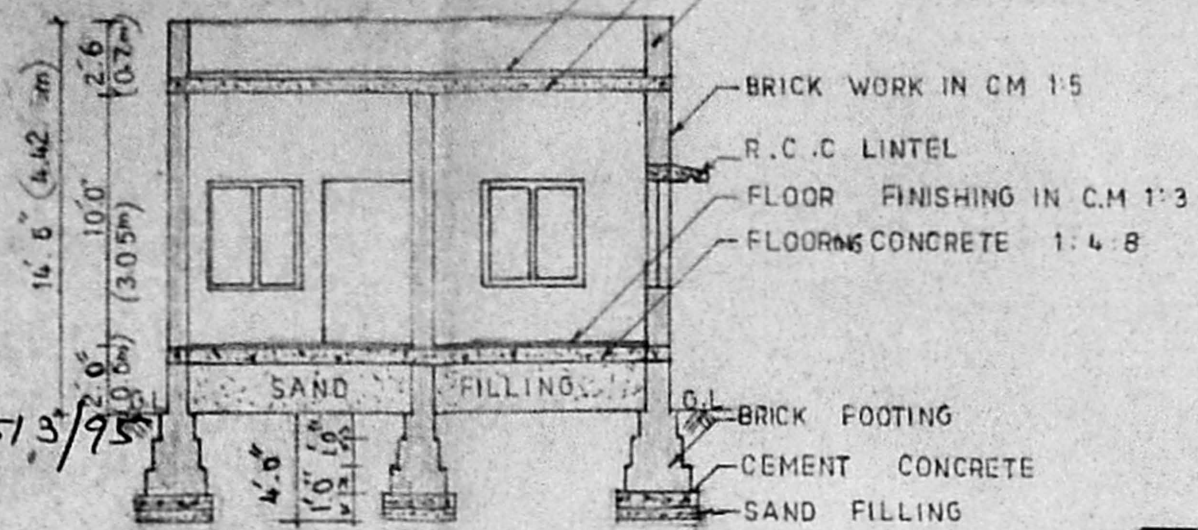 2'.6"
(0.7m)
BRICK WORK IN CM 1:5
14'.6" (4.42 m)
10'.0"
(3.05m)
R.C.C LINTEL
FLOOR FINISHING IN C.M 1:3
FLOORING CONCRETE 1:4:8
2'.0"
SAND FILLING
G.L
G.L
3/95
BRICK FOOTING
4'.0"
1'.0"
1'.0"
CEMENT CONCRETE
SAND FILLING